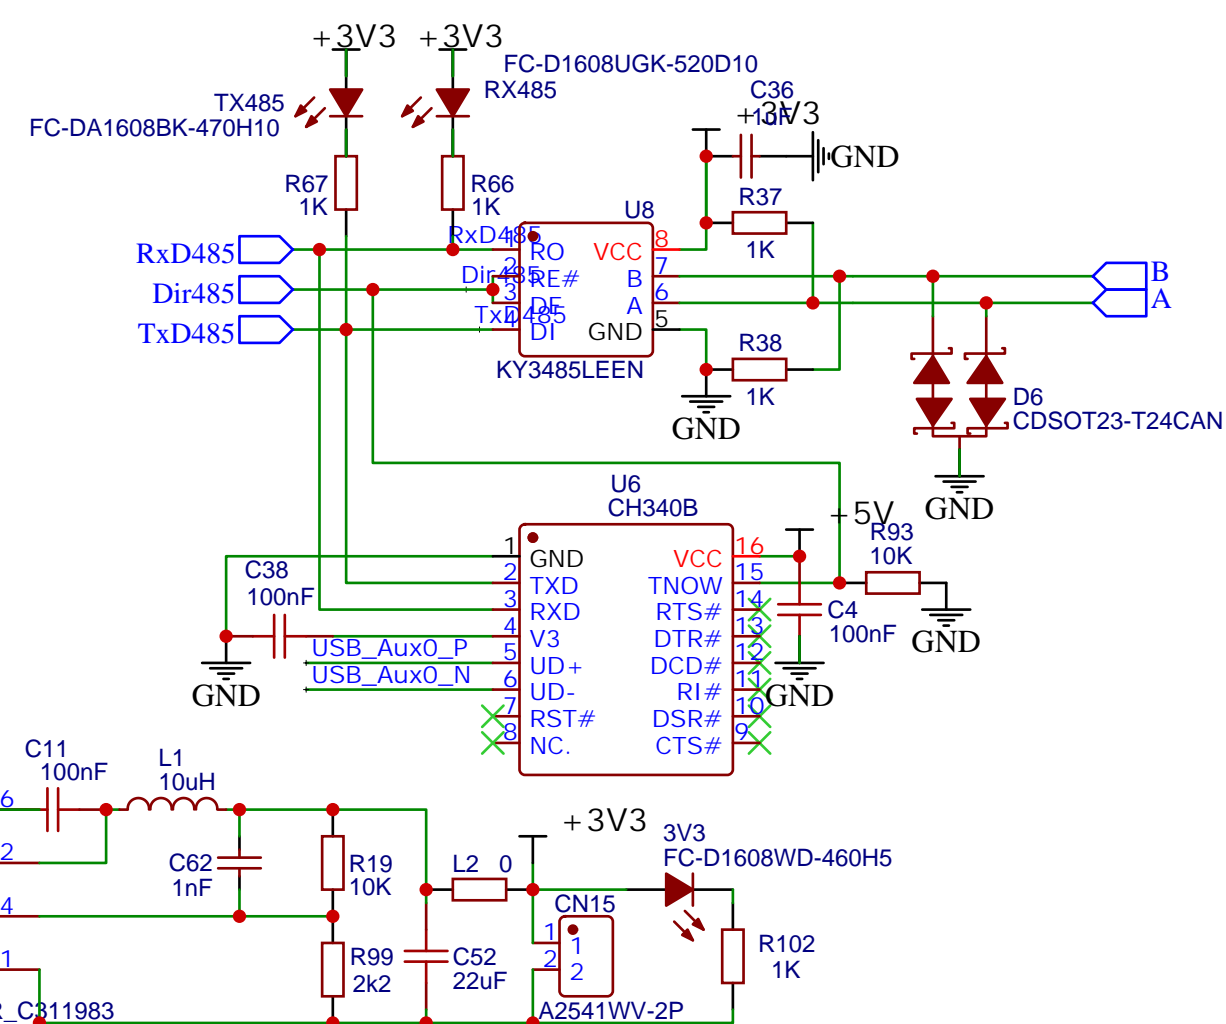 +3V3
+3V3
FC-D1608UGK-520D10
RX485
TX485
FC-DA1608BK-470H10
C36
1uF
+3V3
GND
R67
1K
R66
1K
R37
1K
U8
RxD485
RxD485
1
RO
VCC
8
Dir485
Dir485
2
RE#
B
7
B
3
DE
A
6
A
TxD485
TxD485
4
DI
GND
5
KY3485LEEN
R38
1K
GND
D6
CDSOT23-T24CAN
GND
U6
CH340B
+5V
R93
10K
GND
1
GND
VCC
16
2
TXD
TNOW
15
3
RXD
RTS#
14
4
V3
DTR#
13
5
UD+
DCD#
12
6
UD-
RI#
11
7
RST#
DSR#
10
8
NC.
CTS#
9
C38
100nF
GND
USB_Aux0_P
USB_Aux0_N
C4
100nF
GND
C11
100nF
L1
10uH
6
2
4
1
C62
1nF
R19
10K
R99
2k2
L2 0
C52
22uF
+3V3
3V3
FC-D1608WD-460H5
CN15
1
1
2
2
A2541WV-2P
R102
1K
_C311983